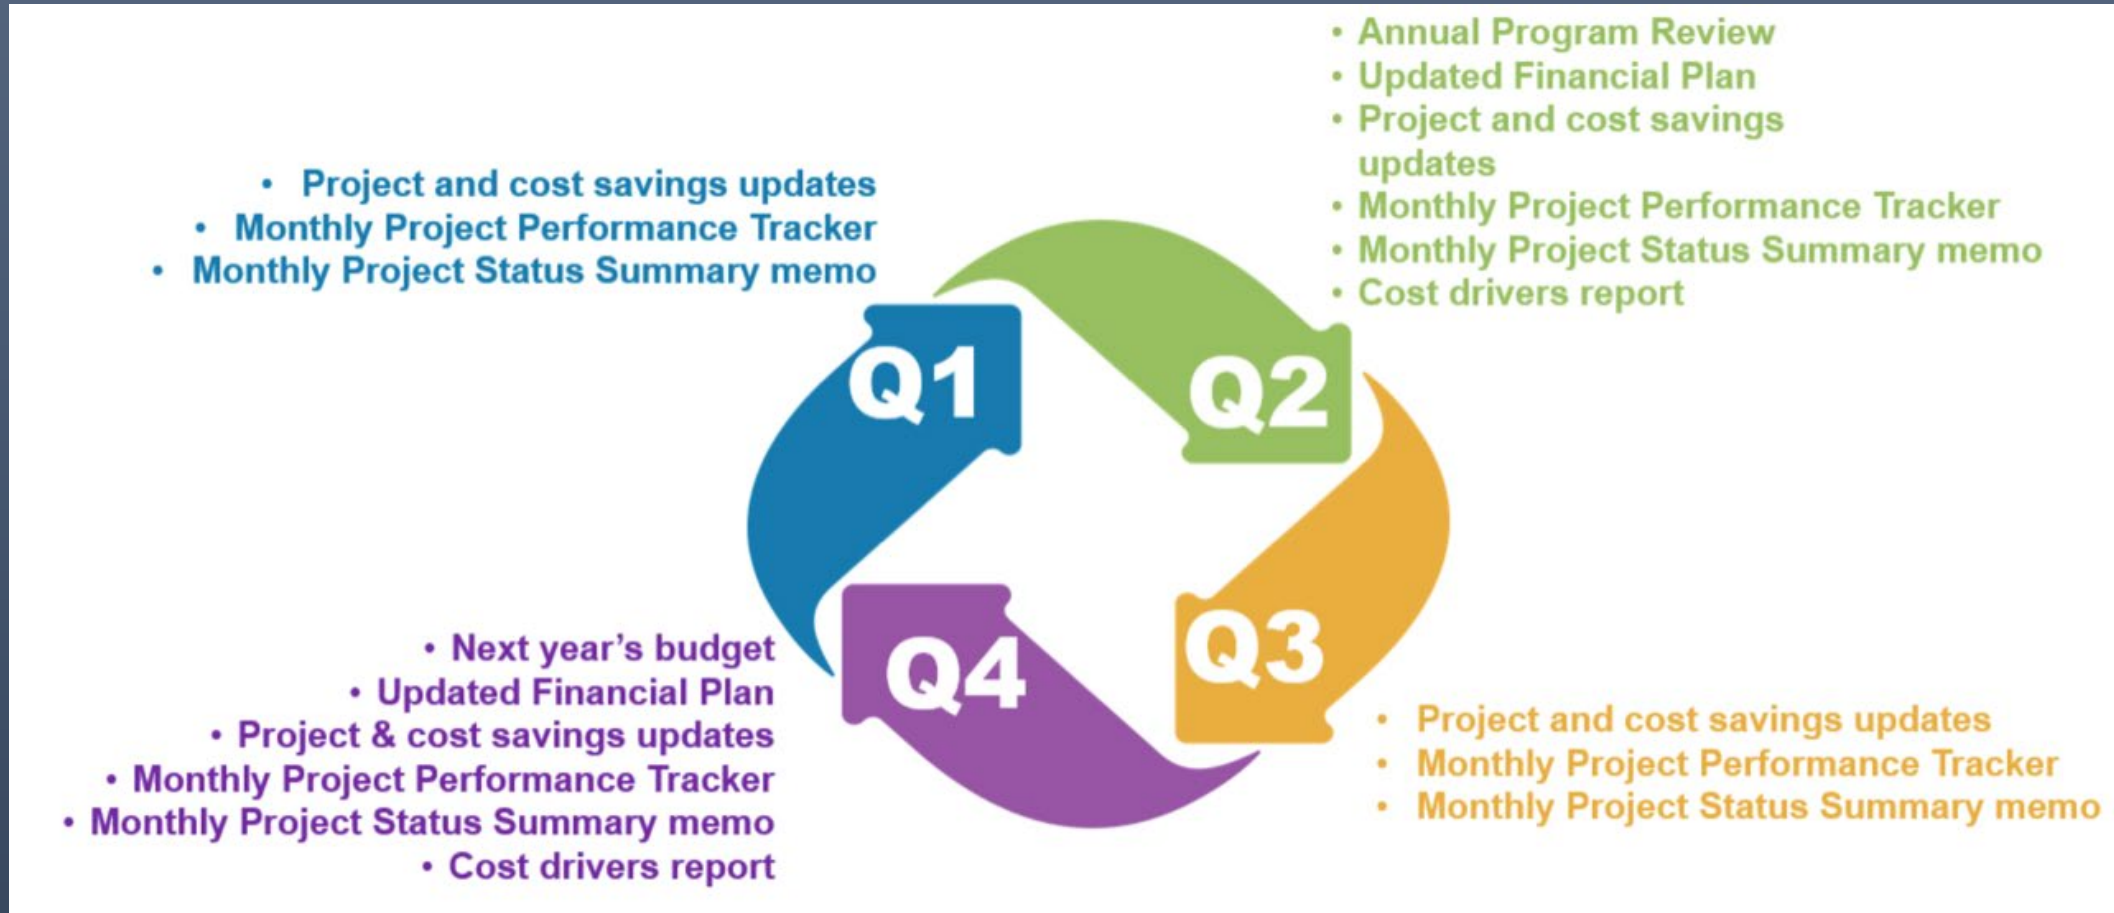 • Project and cost savings updates
• Monthly Project Performance Tracker
• Monthly Project Status Summary memo
Q1
• Annual Program Review
• Updated Financial Plan
• Project and cost savings
updates
• Monthly Project Performance Tracker
• Monthly Project Status Summary memo
• Cost drivers report
Q2
Q3
• Project and cost savings updates
• Monthly Project Performance Tracker
• Monthly Project Status Summary memo
Q4
• Next year’s budget
• Updated Financial Plan
• Project & cost savings updates
• Monthly Project Performance Tracker
• Monthly Project Status Summary memo
• Cost drivers report